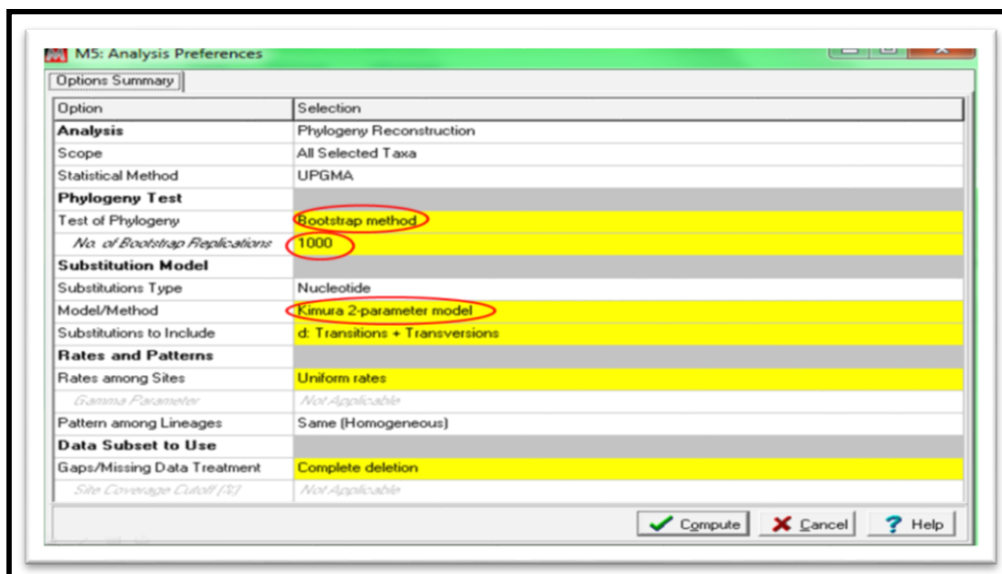 M5: Analysis Preferences
Options Summary
Option Selection
Analysis Phylogeny Reconstruction
Scope All Selected Taxa
Statistical Method UPGMA
Phylogeny Test
Test of Phylogeny Bootstrap method
No. of Bootstrap Replications 1000
Substitution Model
Substitutions Type Nucleotide
Model/Method Kimura 2-parameter model
Substitutions to Include d: Transitions + Transversions
Rates and Patterns
Rates among Sites Uniform rates
Gamma Parameter Not Applicable
Pattern among Lineages Same (Homogeneous)
Data Subset to Use
Gaps/Missing Data Treatment Complete deletion
Site Coverage Cutoff (%) Not Applicable
Compute Cancel Help